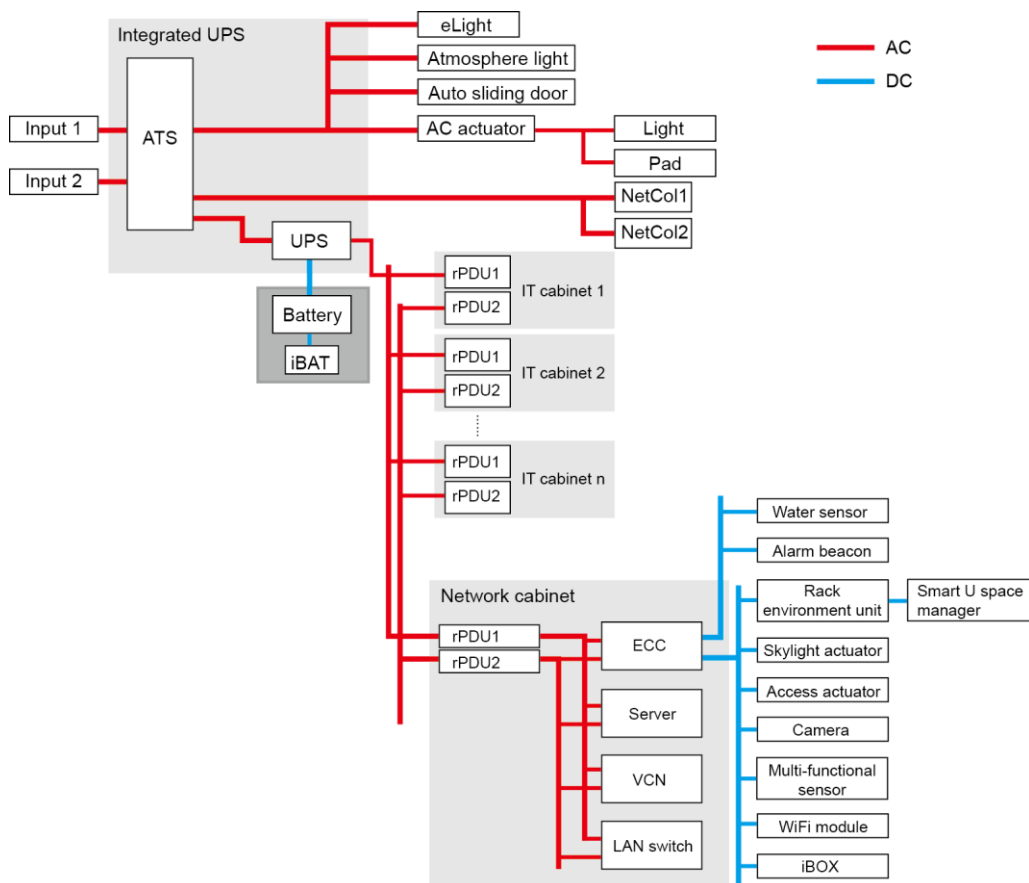 eLight
Integrated UPS
Atmosphere light
AC
DC
Auto sliding door
Input 1
ATS
AC actuator
Light
Pad
Input 2
NetCol1
NetCol2
UPS
rPDU1
IT cabinet 1
rPDU2
Battery
iBAT
rPDU1
IT cabinet 2
rPDU2
rPDU1
IT cabinet n
rPDU2
Water sensor
Alarm beacon
Network cabinet
Rack
environment unit
Smart U space
manager
rPDU1
rPDU2
ECC
Skylight actuator
Access actuator
Server
Camera
VCN
Multi-functional
sensor
WiFi module
LAN switch
iBOX